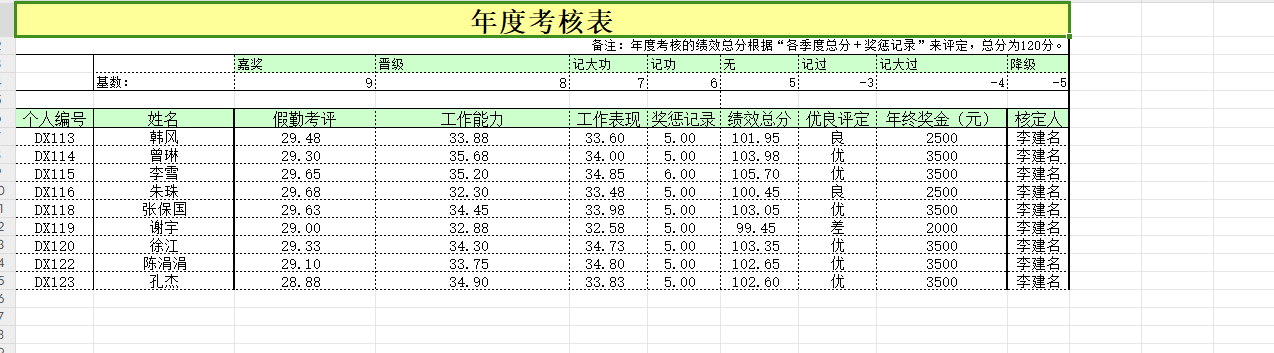 年度考核表
2 备注：年度考核的绩效总分根据“各季度总分＋奖惩记录”来评定，总分为120分。
嘉奖 晋级 记大功 记功 无 记过 记大过 降级
基数： 9 8 7 6 5 -3 -4 -5
个人编号 姓名 假勤考评 工作能力 工作表现 奖惩记录 绩效总分 优良评定 年终奖金（元） 核定人
DX113 韩风 29.48 33.88 33.60 5.00 101.95 良 2500 李建名
DX114 曾琳 29.30 35.68 34.00 5.00 103.98 优 3500 李建名
DX115 李雪 29.65 35.20 34.85 6.00 105.70 优 3500 李建名
DX116 朱珠 29.68 32.30 33.48 5.00 100.45 良 2500 李建名
DX118 张保国 29.63 34.45 33.98 5.00 103.05 优 3500 李建名
DX119 谢宇 29.00 32.88 32.58 5.00 99.45 差 2000 李建名
DX120 徐江 29.33 34.30 34.73 5.00 103.35 优 3500 李建名
DX122 陈涓涓 29.10 33.75 34.80 5.00 102.65 优 3500 李建名
DX123 孔杰 28.88 34.90 33.83 5.00 102.60 优 3500 李建名